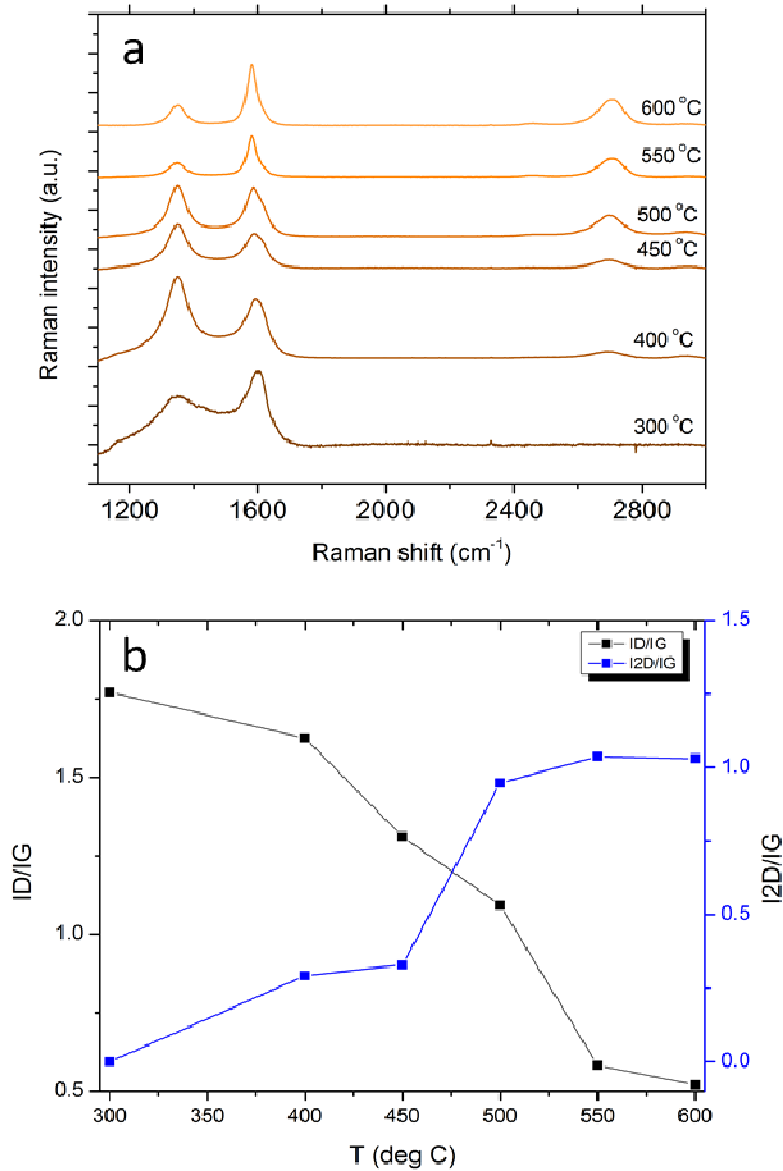 a
600 °C
550 °C
500 °C
450 °C
400 °C
300 °C
Raman intensity (a.u.)
1200 1600 2000 2400 2800
Raman shift (cm⁻¹)
b
ID/IG
I2D/IG
2.0
1.5
1.0
0.5
ID/IG
1.5
1.0
0.5
0.0
I2D/IG
300 350 400 450 500 550 600
T (deg C)